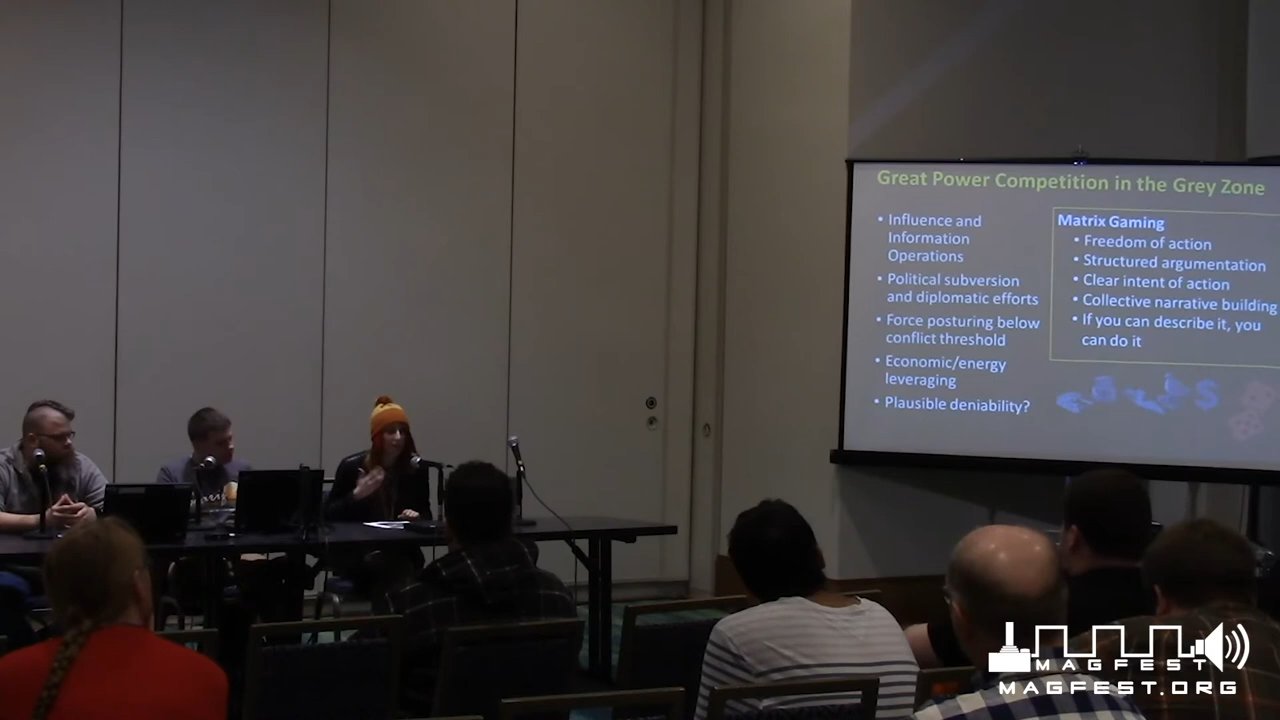 Great Power Competition in the Grey Zone
• Influence and
Information
Operations
• Political subversion
and diplomatic efforts
• Force posturing below
conflict threshold
• Economic/energy
leveraging
• Plausible deniability?
Matrix Gaming
• Freedom of action
• Structured argumentation
• Clear intent of action
• Collective narrative building
• If you can describe it, you
can do it
$
MAGFEST
MAGFEST.ORG